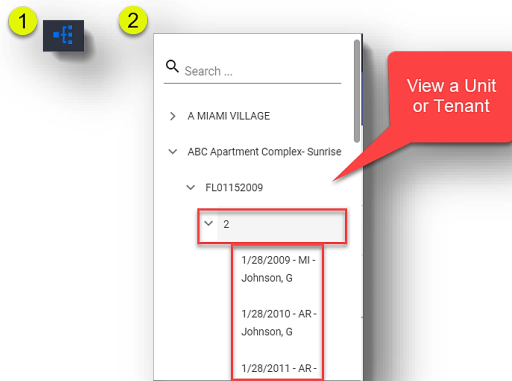 1
2
Search ...
A MIAMI VILLAGE
ABC Apartment Complex- Sunrise
FL01152009
2
1/28/2009 - MI -
Johnson, G
1/28/2010 - AR -
Johnson, G
1/28/2011 - AR -
View a Unit
or Tenant